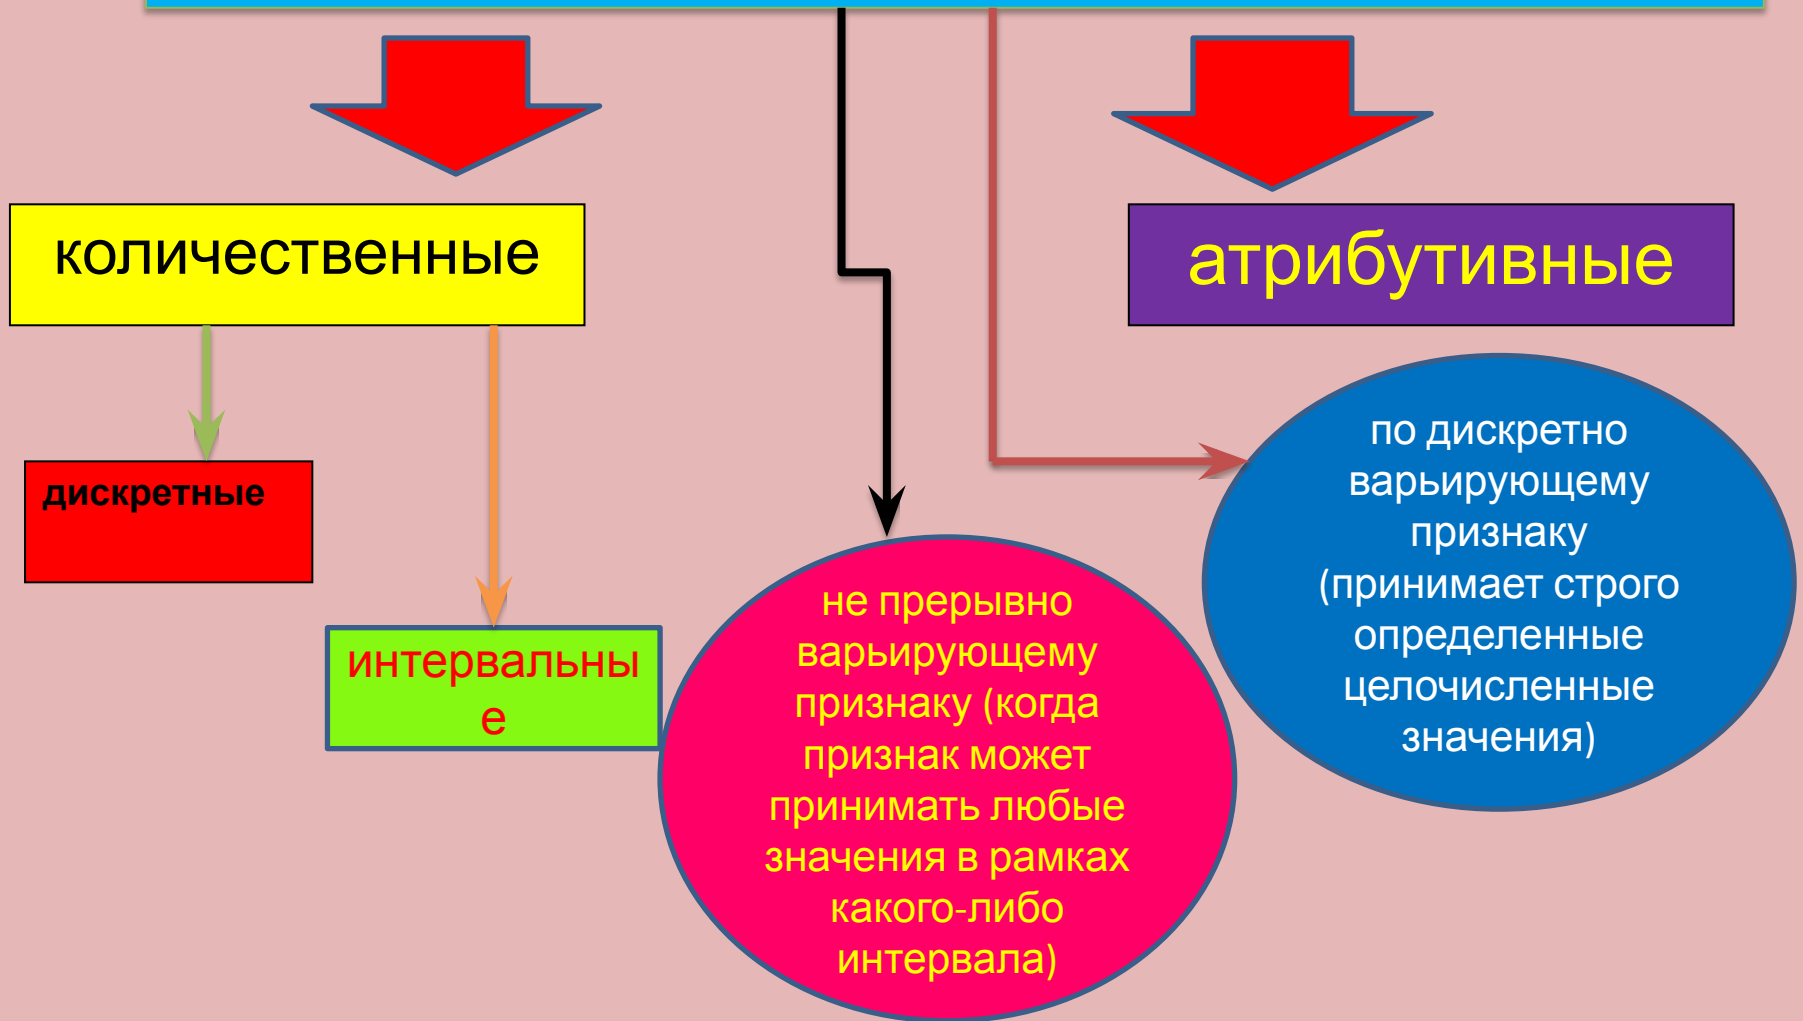 количественные
атрибутивные
дискретные
интервальны
е
не прерывно
варьирующему
признаку (когда
признак может
принимать любые
значения в рамках
какого-либо
интервала)
по дискретно
варьирующему
признаку
(принимает строго
определенные
целочисленные
значения)